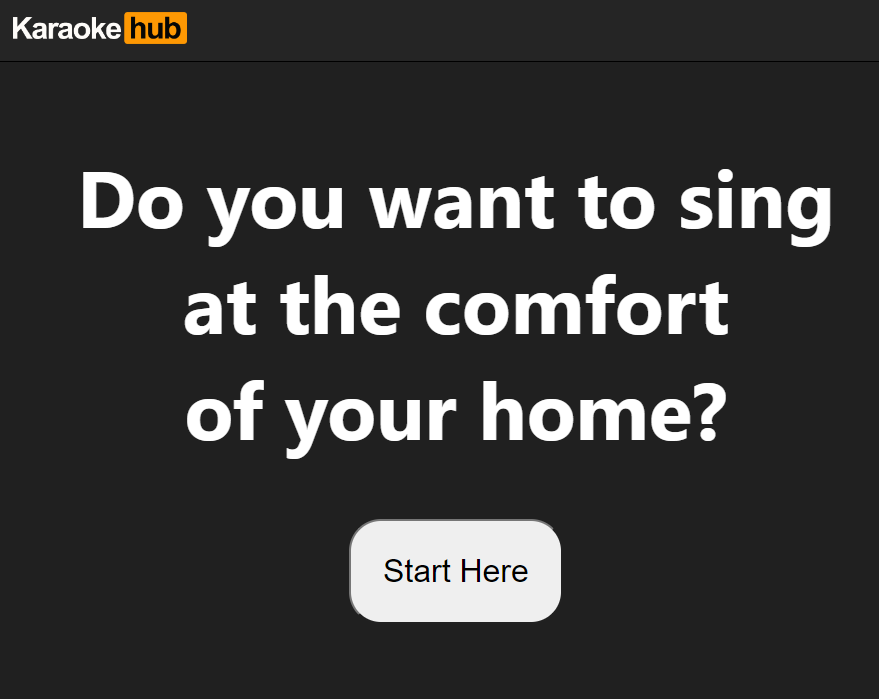 Karaoke hub
Do you want to sing
at the comfort
of your home?
Start Here